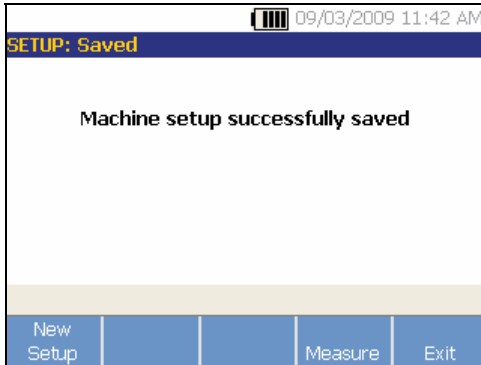 09/03/2009 11:42 AM
SETUP: Saved
Machine setup successfully saved
New
Setup
Measure
Exit